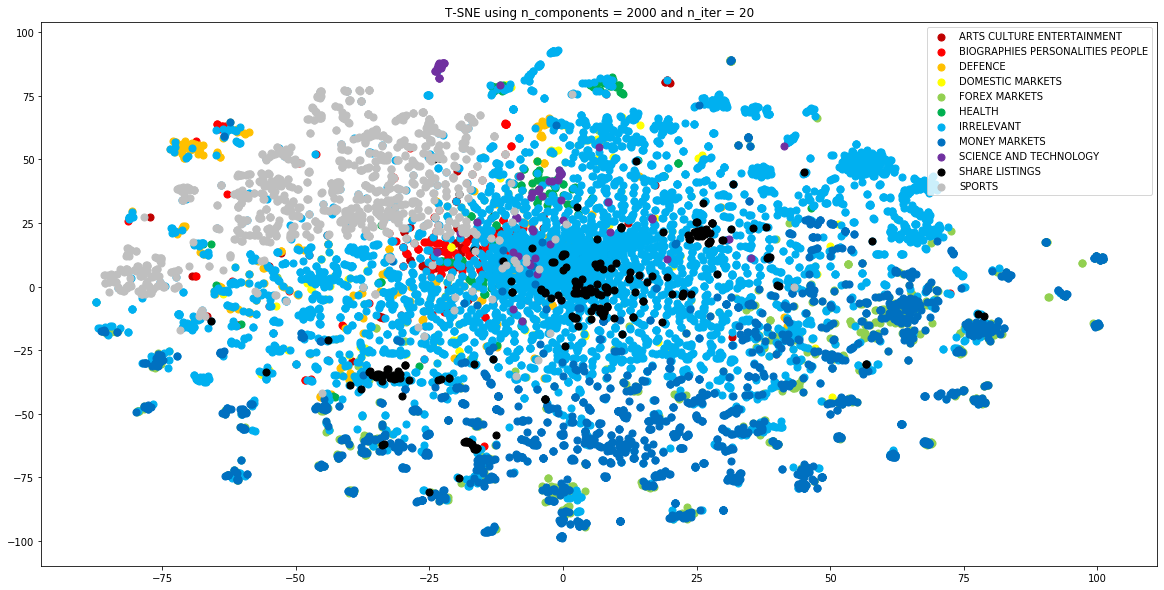 T-SNE using n_components = 2000 and n_iter = 20
ARTS CULTURE ENTERTAINMENT
BIOGRAPHIES PERSONALITIES PEOPLE
DEFENCE
DOMESTIC MARKETS
FOREX MARKETS
HEALTH
IRRELEVANT
MONEY MARKETS
SCIENCE AND TECHNOLOGY
SHARE LISTINGS
SPORTS
100
75
50
25
0
−25
−50
−75
−100
−75 −50 −25 0 25 50 75 100